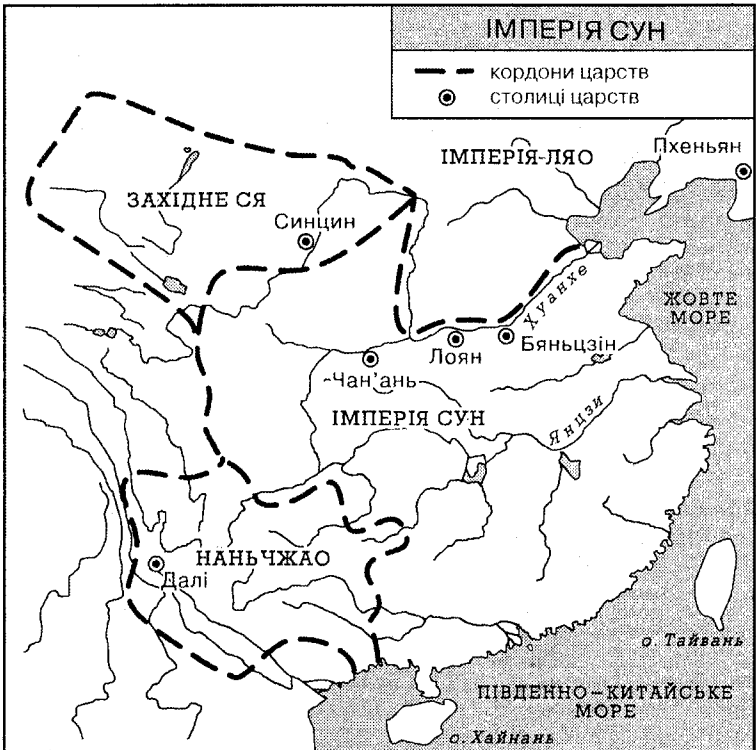 ІМПЕРІЯ СУН
кордони царств
столиці царств
Пхеньян
ІМПЕРІЯ-ЛЯО
ЗАХІДНЕ СЯ
Синцин
Хуанхе
ЖОВТЕ
МОРЕ
Лоян
Бяньцзін
Чан’ань
ІМПЕРІЯ СУН
Янцзи
НАНЬЧЖАО
Далі
о. Тайвань
ПІВДЕННО–КИТАЙСЬКЕ
МОРЕ
о. Хайнань